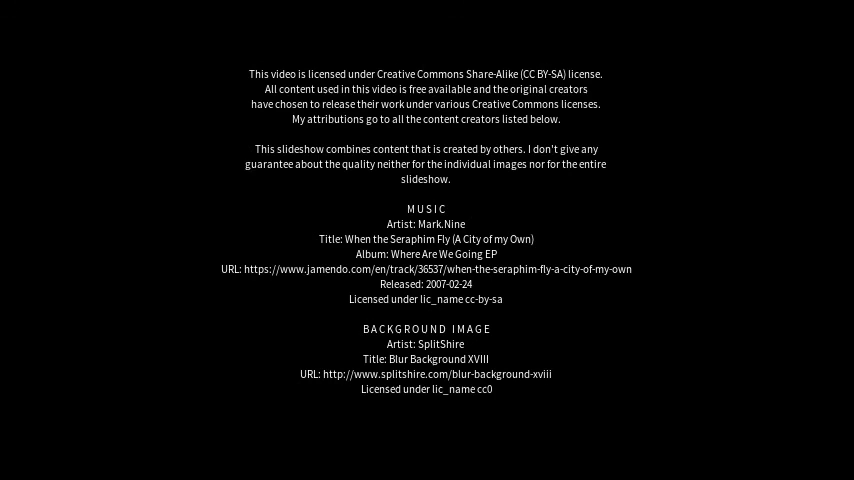 This video is licensed under Creative Commons Share-Alike (CC BY-SA) license.
All content used in this video is free available and the original creators
have chosen to release their work under various Creative Commons licenses.
My attributions go to all the content creators listed below.
This slideshow combines content that is created by others. I don't give any
guarantee about the quality neither for the individual images nor for the entire
slideshow.
MUSIC
Artist: Mark.Nine
Title: When the Seraphim Fly (A City of my Own)
Album: Where Are We Going EP
URL: https://www.jamendo.com/en/track/36537/when-the-seraphim-fly-a-city-of-my-own
Released: 2007-02-24
Licensed under lic_name cc-by-sa
BACKGROUND IMAGE
Artist: SplitShire
Title: Blur Background XVIII
URL: http://www.splitshire.com/blur-background-xviii
Licensed under lic_name cc0